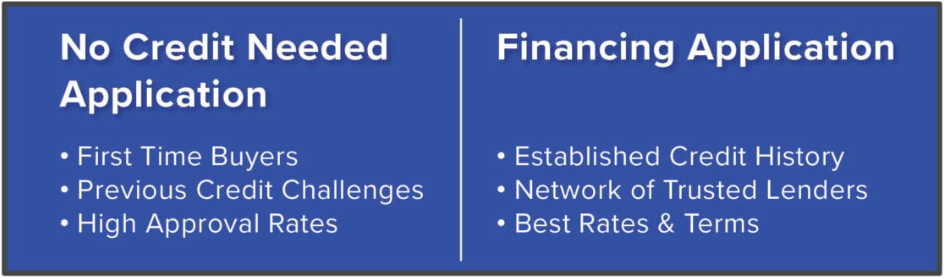 No Credit Needed
Application
• First Time Buyers
• Previous Credit Challenges
• High Approval Rates
Financing Application
• Established Credit History
• Network of Trusted Lenders
• Best Rates & Terms